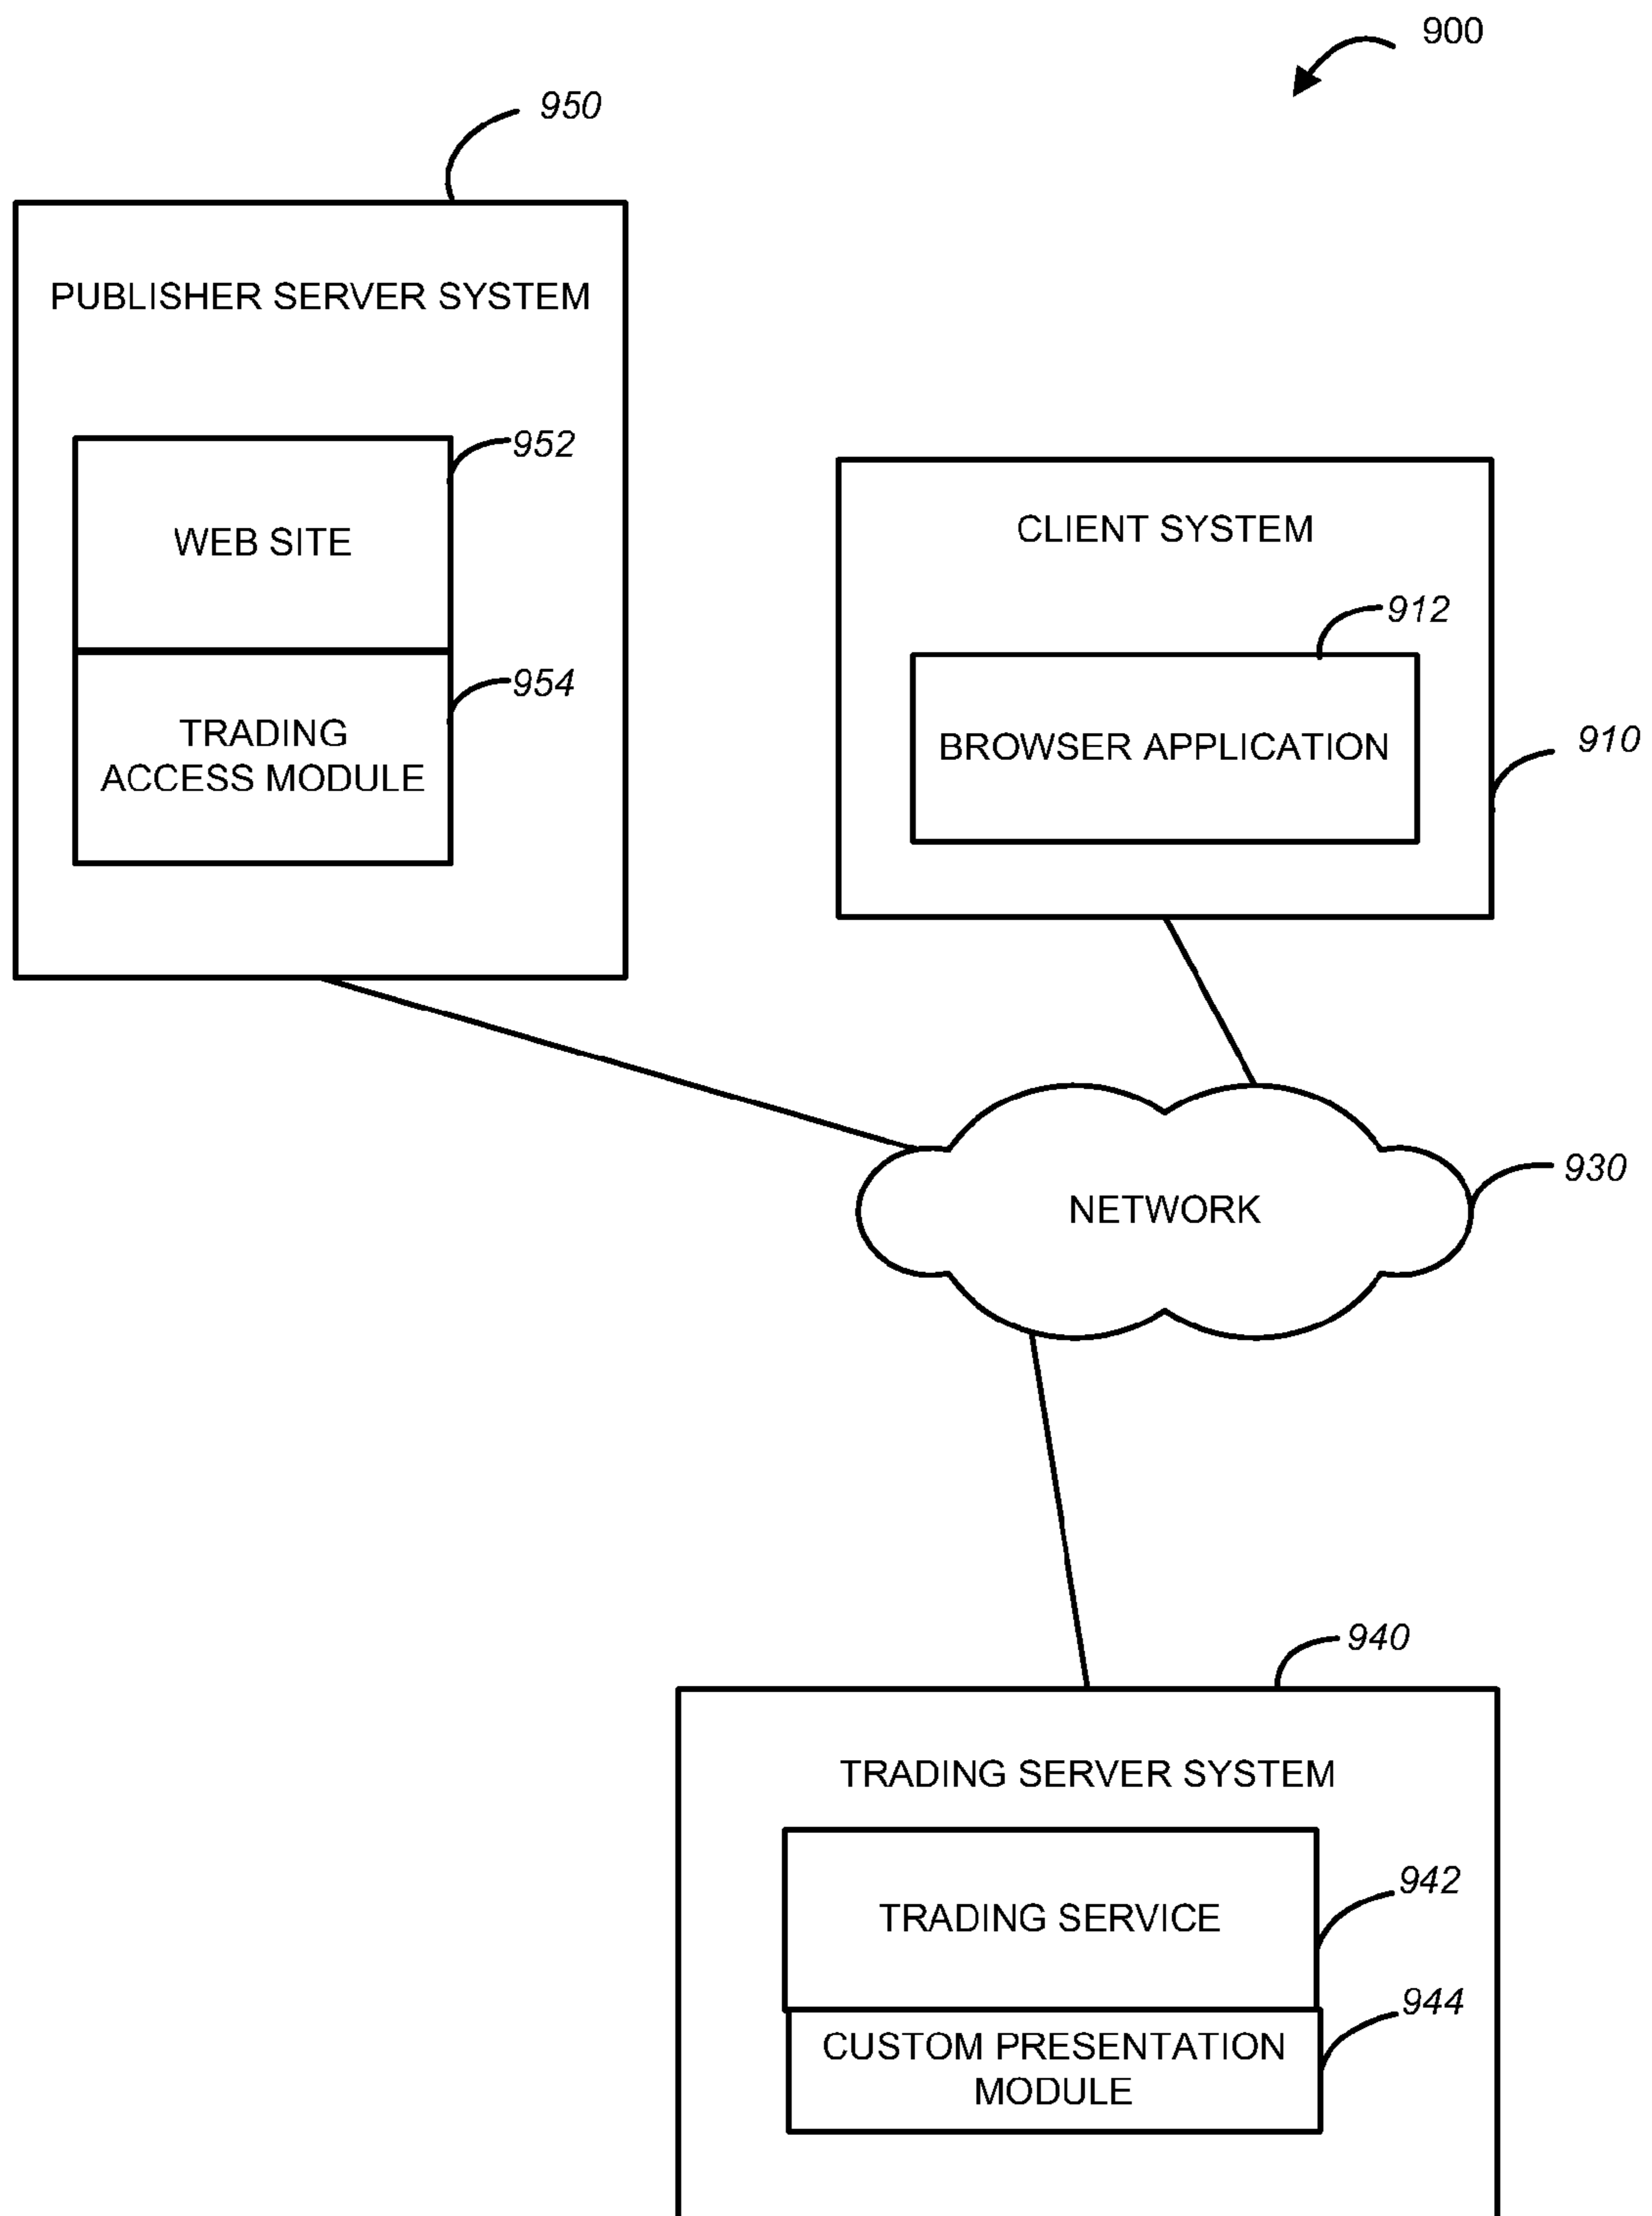 900
950
PUBLISHER SERVER SYSTEM
952
WEB SITE
954
TRADING
ACCESS MODULE
CLIENT SYSTEM
912
BROWSER APPLICATION
910
NETWORK
930
940
TRADING SERVER SYSTEM
942
TRADING SERVICE
944
CUSTOM PRESENTATION
MODULE